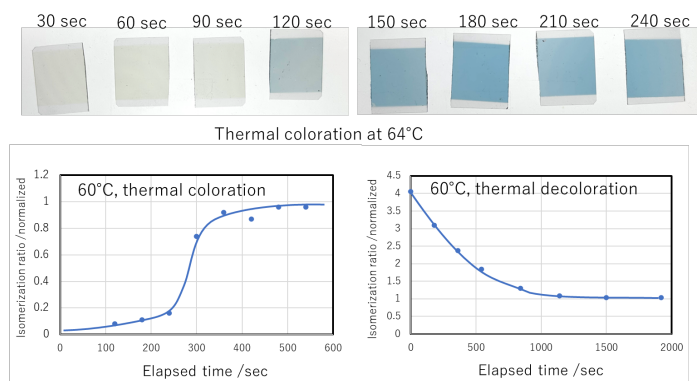 30 sec 60 sec 90 sec 120 sec 150 sec 180 sec 210 sec 240 sec
Thermal coloration at 64°C
60°C, thermal coloration
Isomerization ratio /normalized
1.2
1
0.8
0.6
0.4
0.2
0
0 100 200 300 400 500 600
Elapsed time /sec
60°C, thermal decoloration
Isomerization ratio /normalized
4.5
4
3.5
3
2.5
2
1.5
1
0.5
0
0 500 1000 1500 2000
Elapsed time /sec